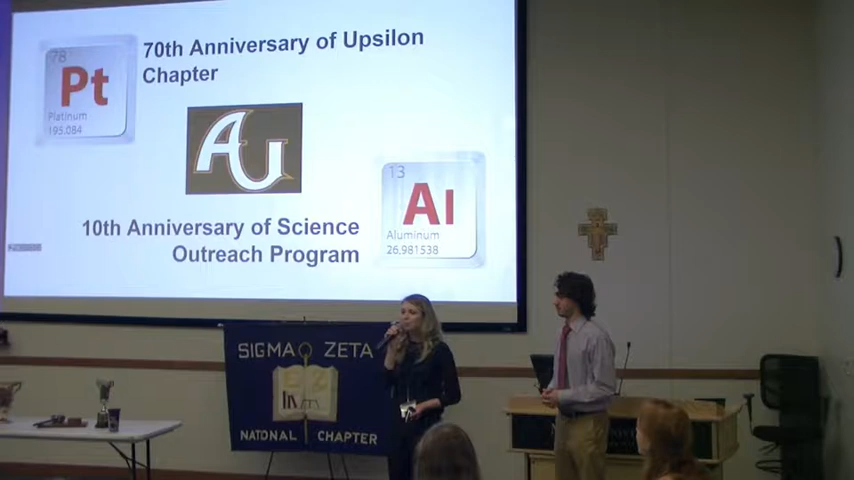 78
Pt
Platinum
195.084
70th Anniversary of Upsilon
Chapter
AU
13
Al
Aluminum
26.981538
10th Anniversary of Science
Outreach Program
SIGMA ZETA
NATIONAL CHAPTER